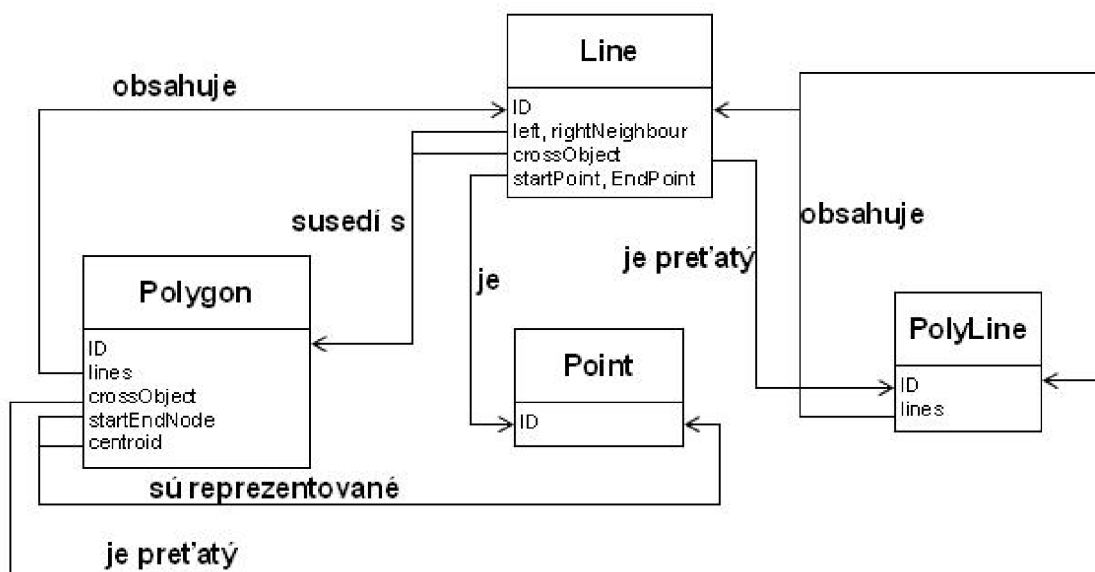 Line
obsahuje
ID
left, rightNeighbour
crossObject
startPoint, EndPoint
susedí s
je
je preťatý
obsahuje
Polygon
ID
lines
crossObject
startEndNode
centroid
Point
ID
PolyLine
ID
lines
sú reprezentované
je preťatý